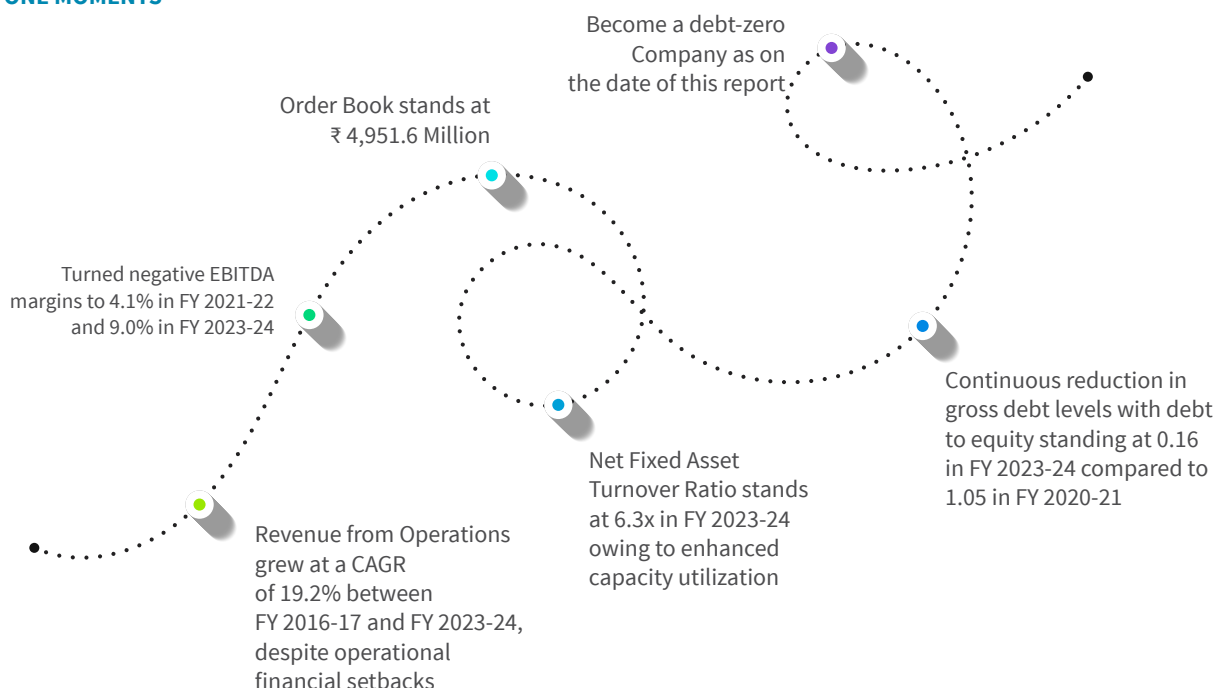 ONE MOMENTS
Become a debt-zero
Company as on
the date of this report
Order Book stands at
₹ 4,951.6 Million
Turned negative EBITDA
margins to 4.1% in FY 2021-22
and 9.0% in FY 2023-24
Continuous reduction in
gross debt levels with debt
to equity standing at 0.16
in FY 2023-24 compared to
1.05 in FY 2020-21
Net Fixed Asset
Turnover Ratio stands
at 6.3x in FY 2023-24
owing to enhanced
capacity utilization
Revenue from Operations
grew at a CAGR
of 19.2% between
FY 2016-17 and FY 2023-24,
despite operational
financial setbacks